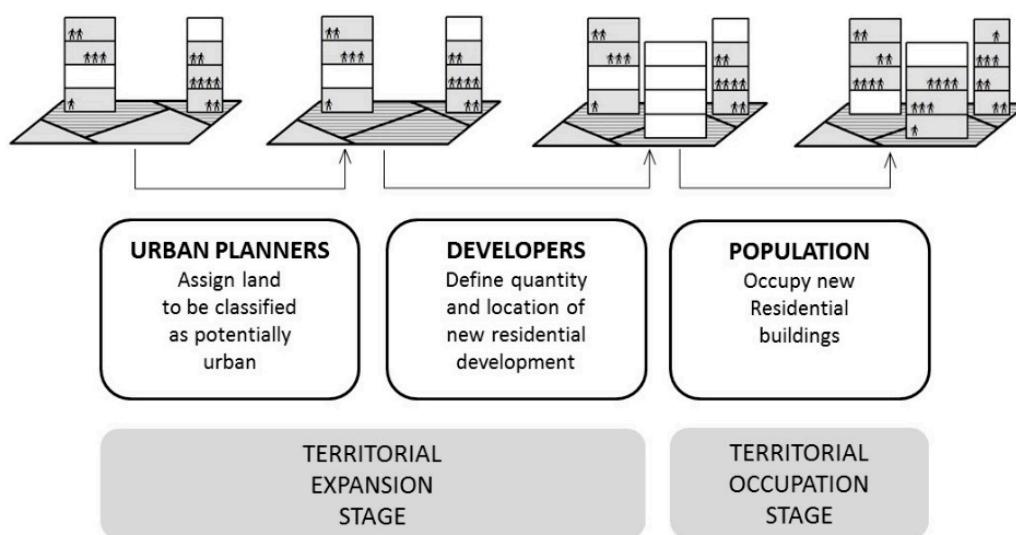 URBAN PLANNERS
Assign land
to be classified
as potentially
urban
DEVELOPERS
Define quantity
and location of
new residential
development
POPULATION
Occupy new
Residential
buildings
TERRITORIAL
EXPANSION
STAGE
TERRITORIAL
OCCUPATION
STAGE